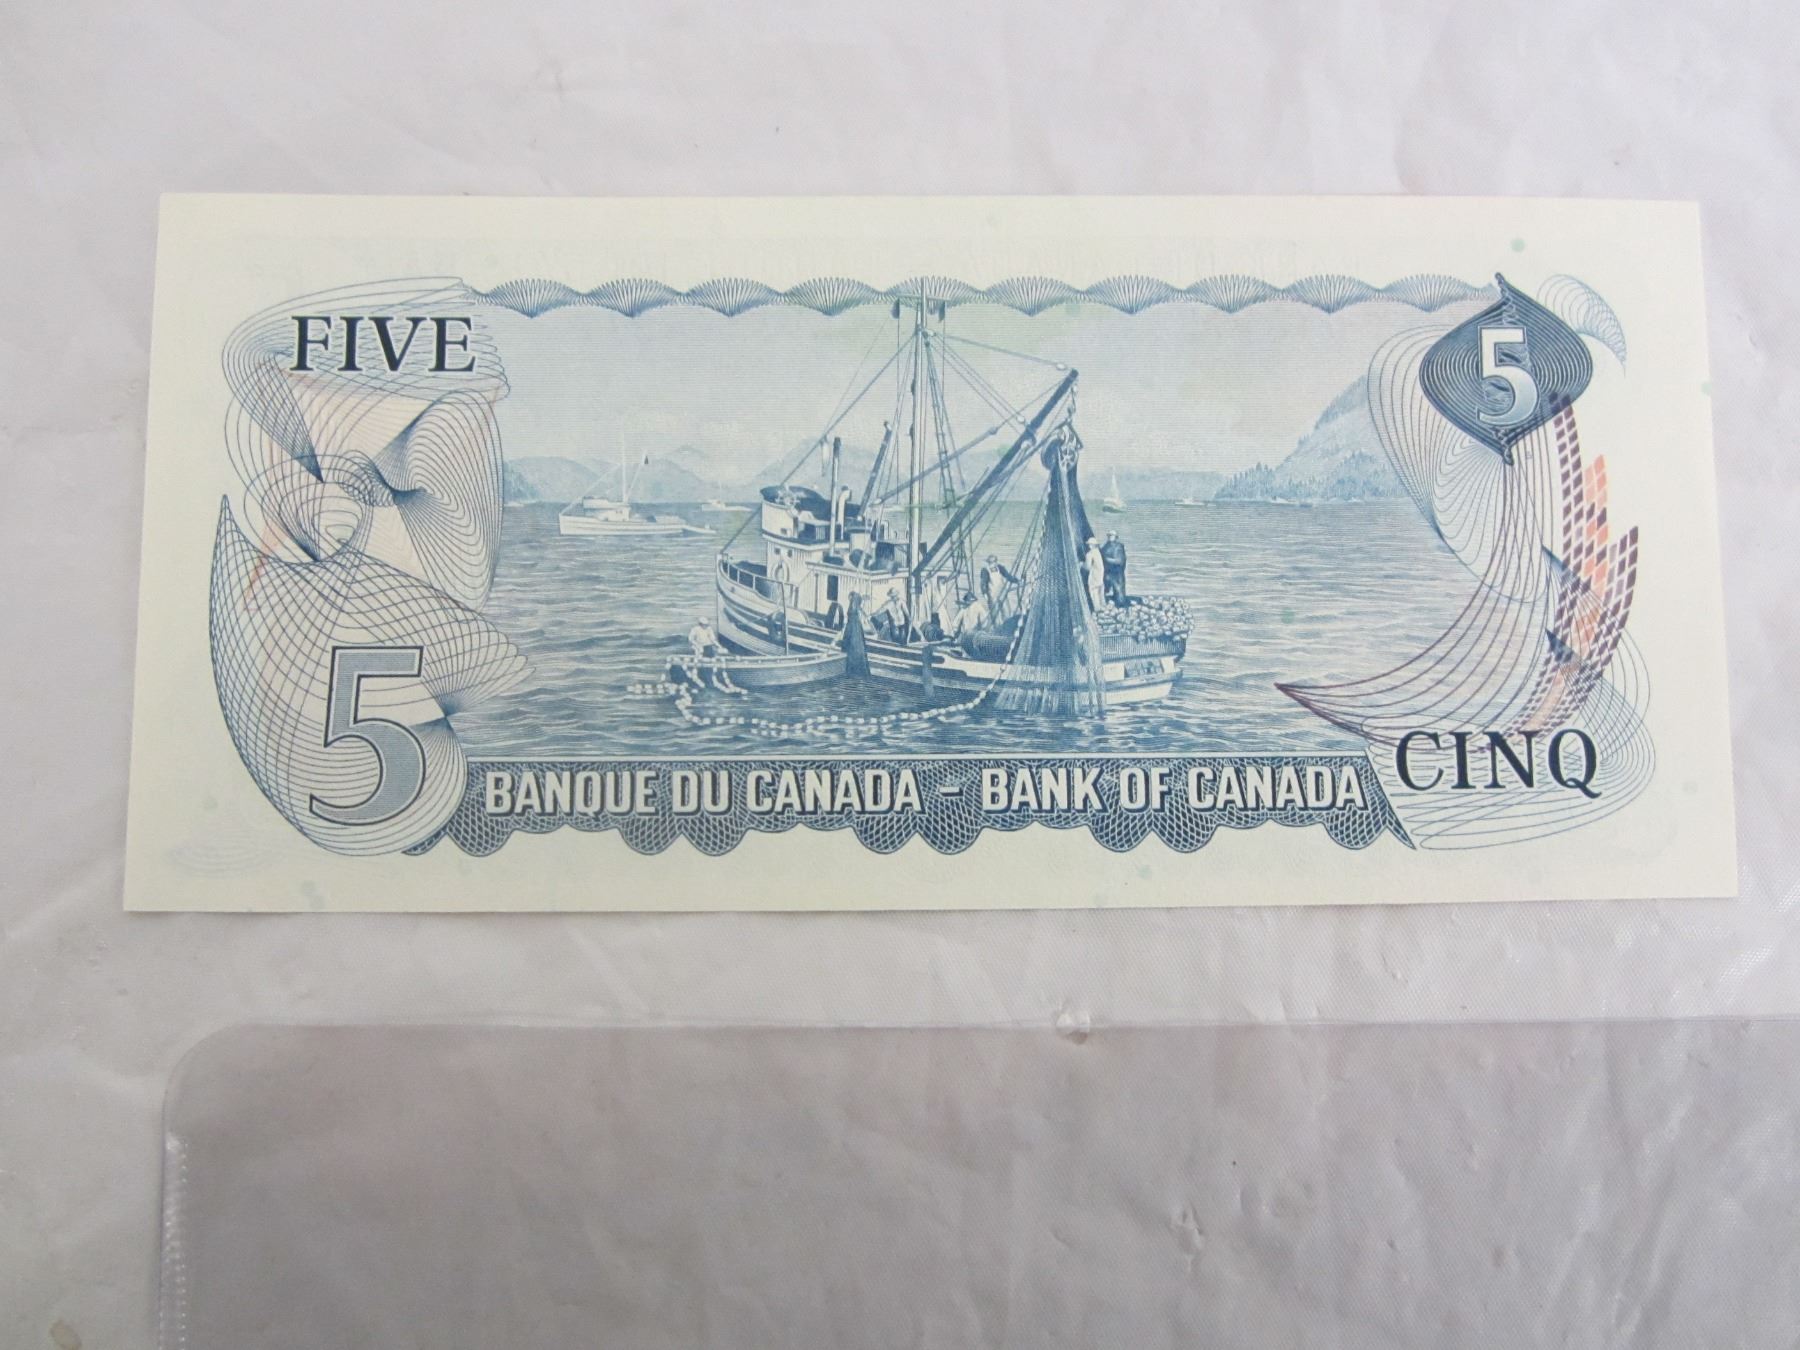 FIVE
5
5
BANQUE DU CANADA - BANK OF CANADA
CINQ